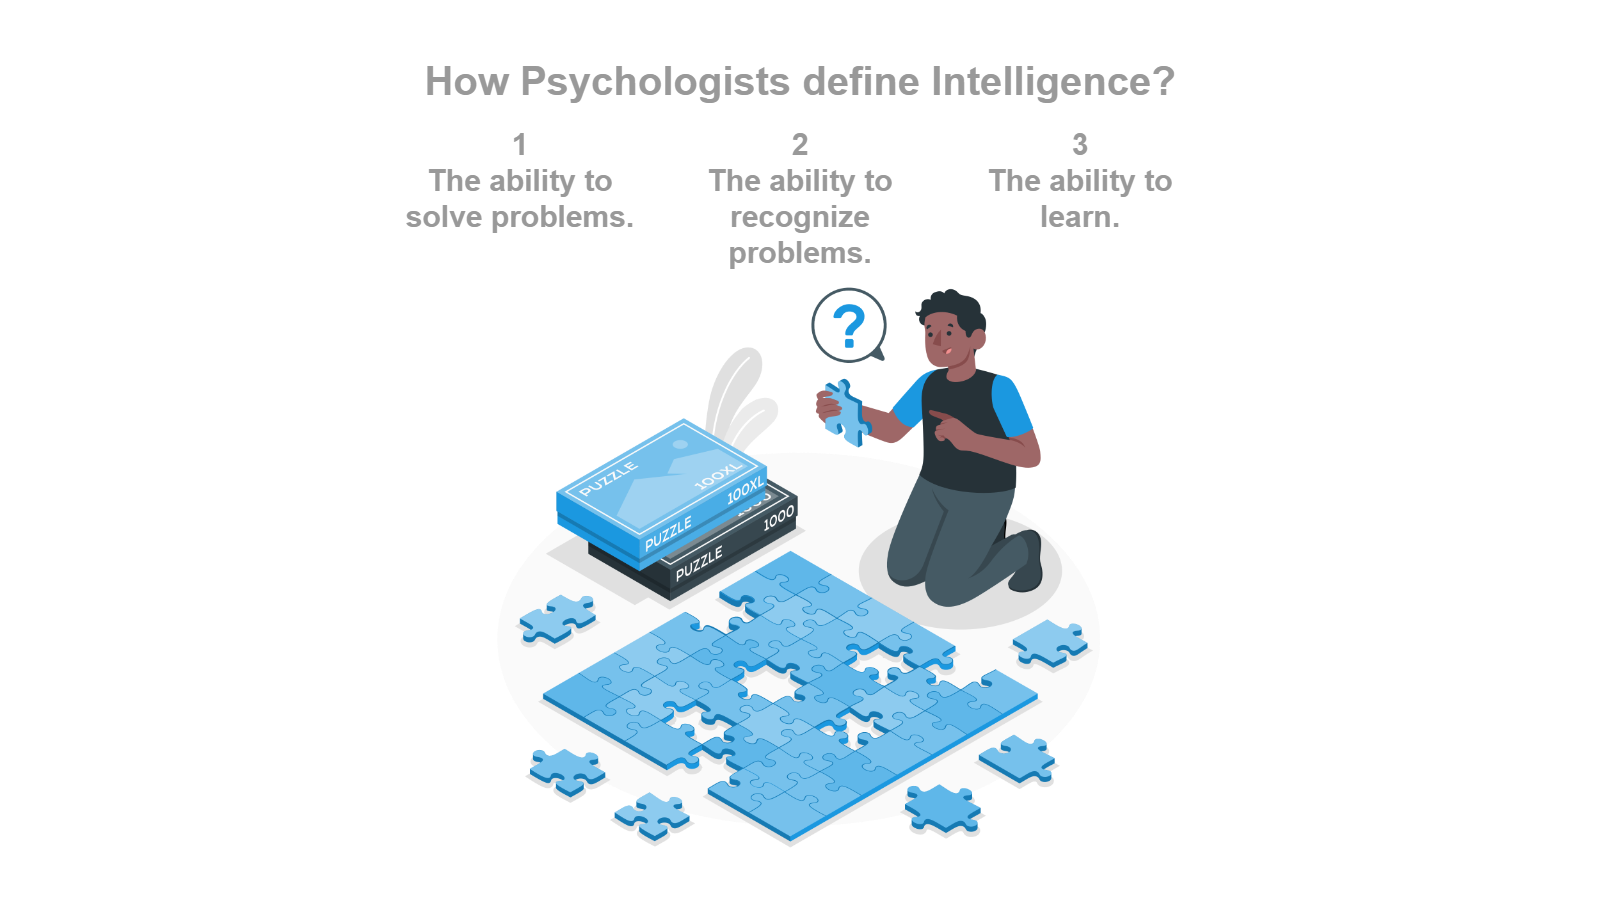 How Psychologists define Intelligence?
1
The ability to
solve problems.
2
The ability to
recognize
problems.
3
The ability to
learn.
?
PUZZLE
100XL
PUZZLE
100XL
PUZZLE
1000